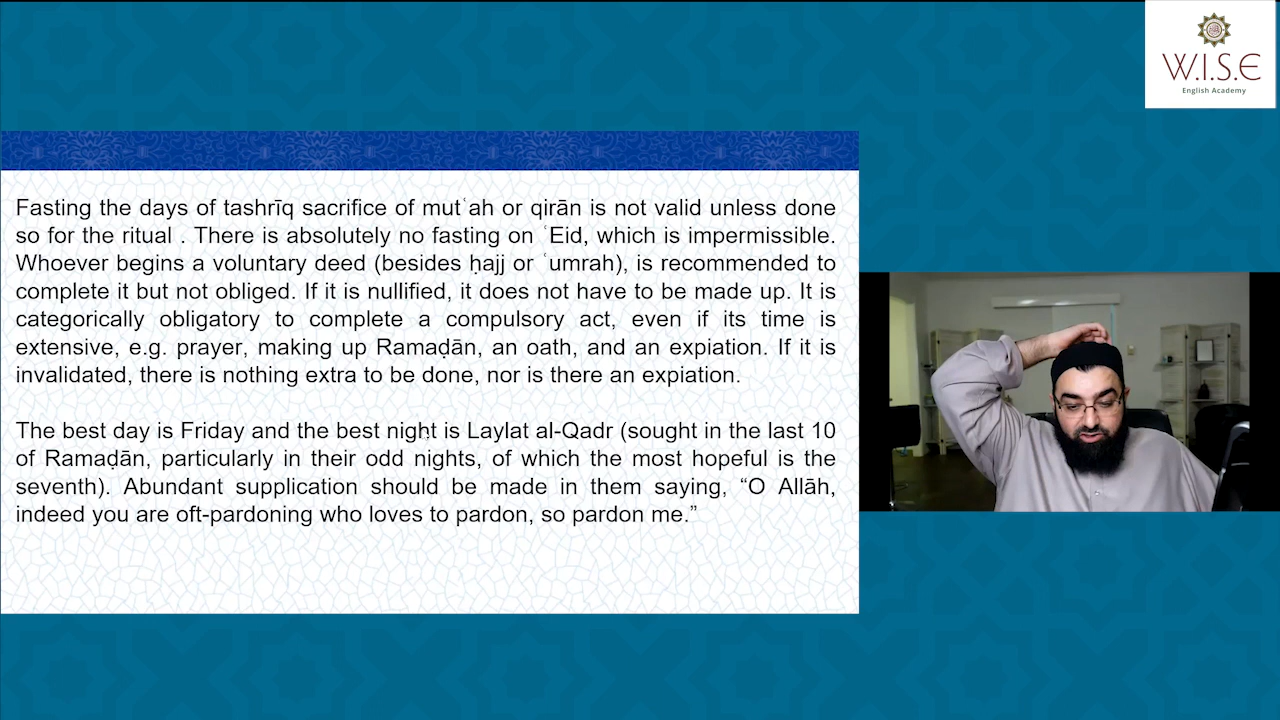 W.I.S.E
English Academy
Fasting the days of tashrīq sacrifice of mutʿah or qirān is not valid unless done
so for the ritual . There is absolutely no fasting on ʿEid, which is impermissible.
Whoever begins a voluntary deed (besides ḥajj or ʿumrah), is recommended to
complete it but not obliged. If it is nullified, it does not have to be made up. It is
categorically obligatory to complete a compulsory act, even if its time is
extensive, e.g. prayer, making up Ramaḍān, an oath, and an expiation. If it is
invalidated, there is nothing extra to be done, nor is there an expiation.
The best day is Friday and the best night is Laylat al-Qadr (sought in the last 10
of Ramaḍān, particularly in their odd nights, of which the most hopeful is the
seventh). Abundant supplication should be made in them saying, “O Allāh,
indeed you are oft-pardoning who loves to pardon, so pardon me.”